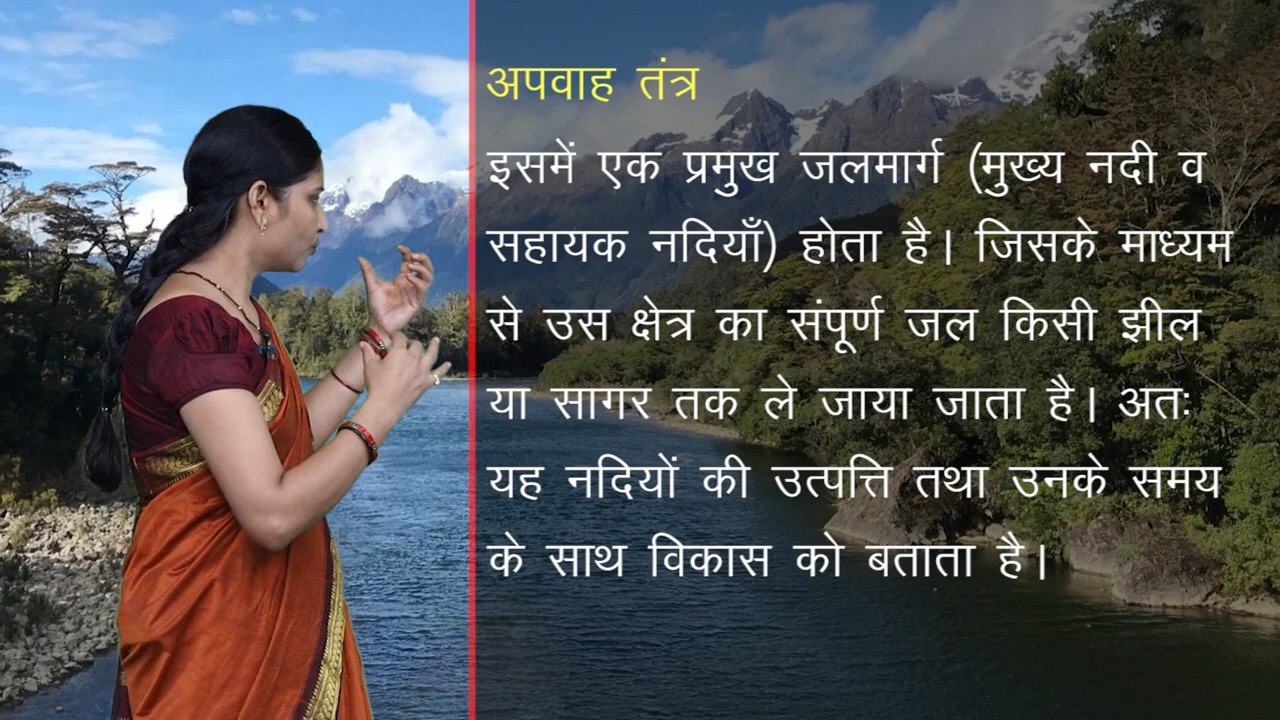 अपवाह तंत्र
इसमें एक प्रमुख जलमार्ग (मुख्य नदी व
सहायक नदियाँ) होता है। जिसके माध्यम
से उस क्षेत्र का संपूर्ण जल किसी झील
या सागर तक ले जाया जाता है। अतः
यह नदियों की उत्पत्ति तथा उनके समय
के साथ विकास को बताता है।